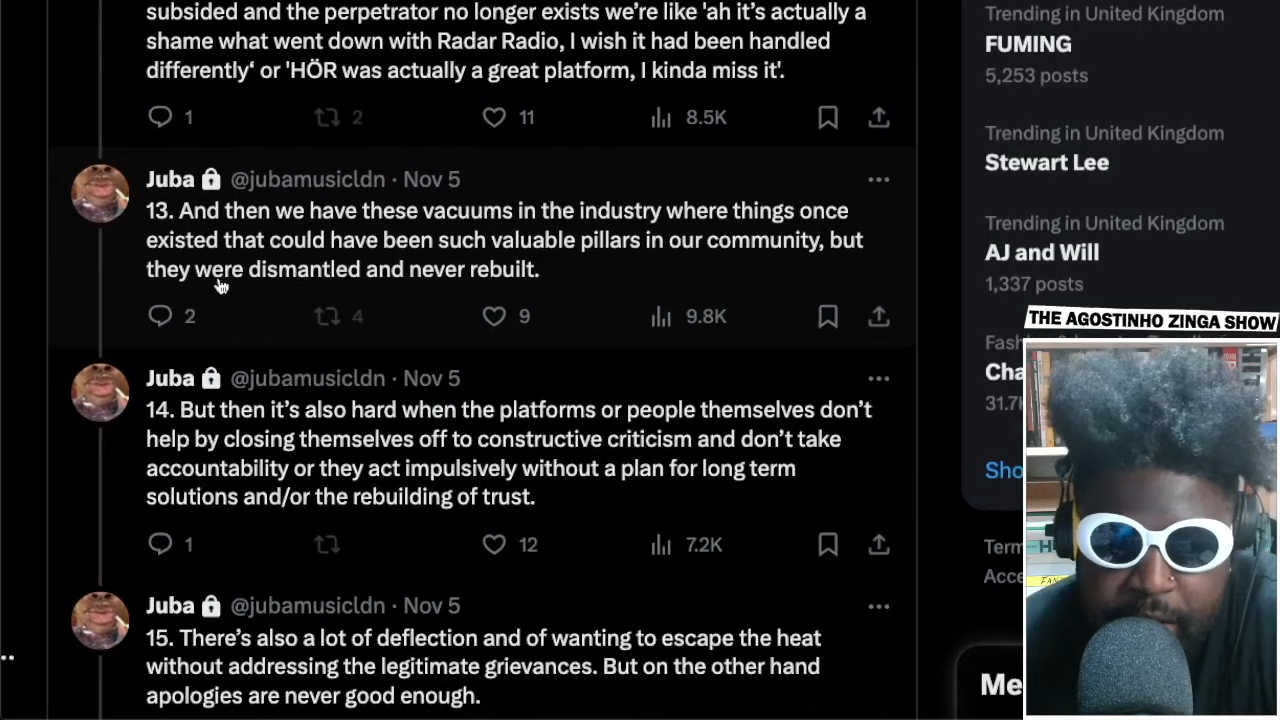 subsided and the perpetrator no longer exists we're like 'ah it's actually a
shame what went down with Radar Radio, I wish it had been handled
differently‘ or 'HÖR was actually a great platform, I kinda miss it'.
1 2 11 8.5K
Juba @jubamusicldn · Nov 5
13. And then we have these vacuums in the industry where things once
existed that could have been such valuable pillars in our community, but
they were dismantled and never rebuilt.
2 4 9 9.8K
Juba @jubamusicldn · Nov 5
14. But then it's also hard when the platforms or people themselves don't
help by closing themselves off to constructive criticism and don't take
accountability or they act impulsively without a plan for long term
solutions and/or the rebuilding of trust.
1 12 7.2K
Juba @jubamusicldn · Nov 5
15. There's also a lot of deflection and of wanting to escape the heat
without addressing the legitimate grievances. But on the other hand
apologies are never good enough.
Trending in United Kingdom
FUMING
5,253 posts
Trending in United Kingdom
Stewart Lee
Trending in United Kingdom
AJ and Will
1,337 posts
THE AGOSTINHO ZINGA SHOW
Fash
Cha
31.7K
Sho
Term
Acce
Me